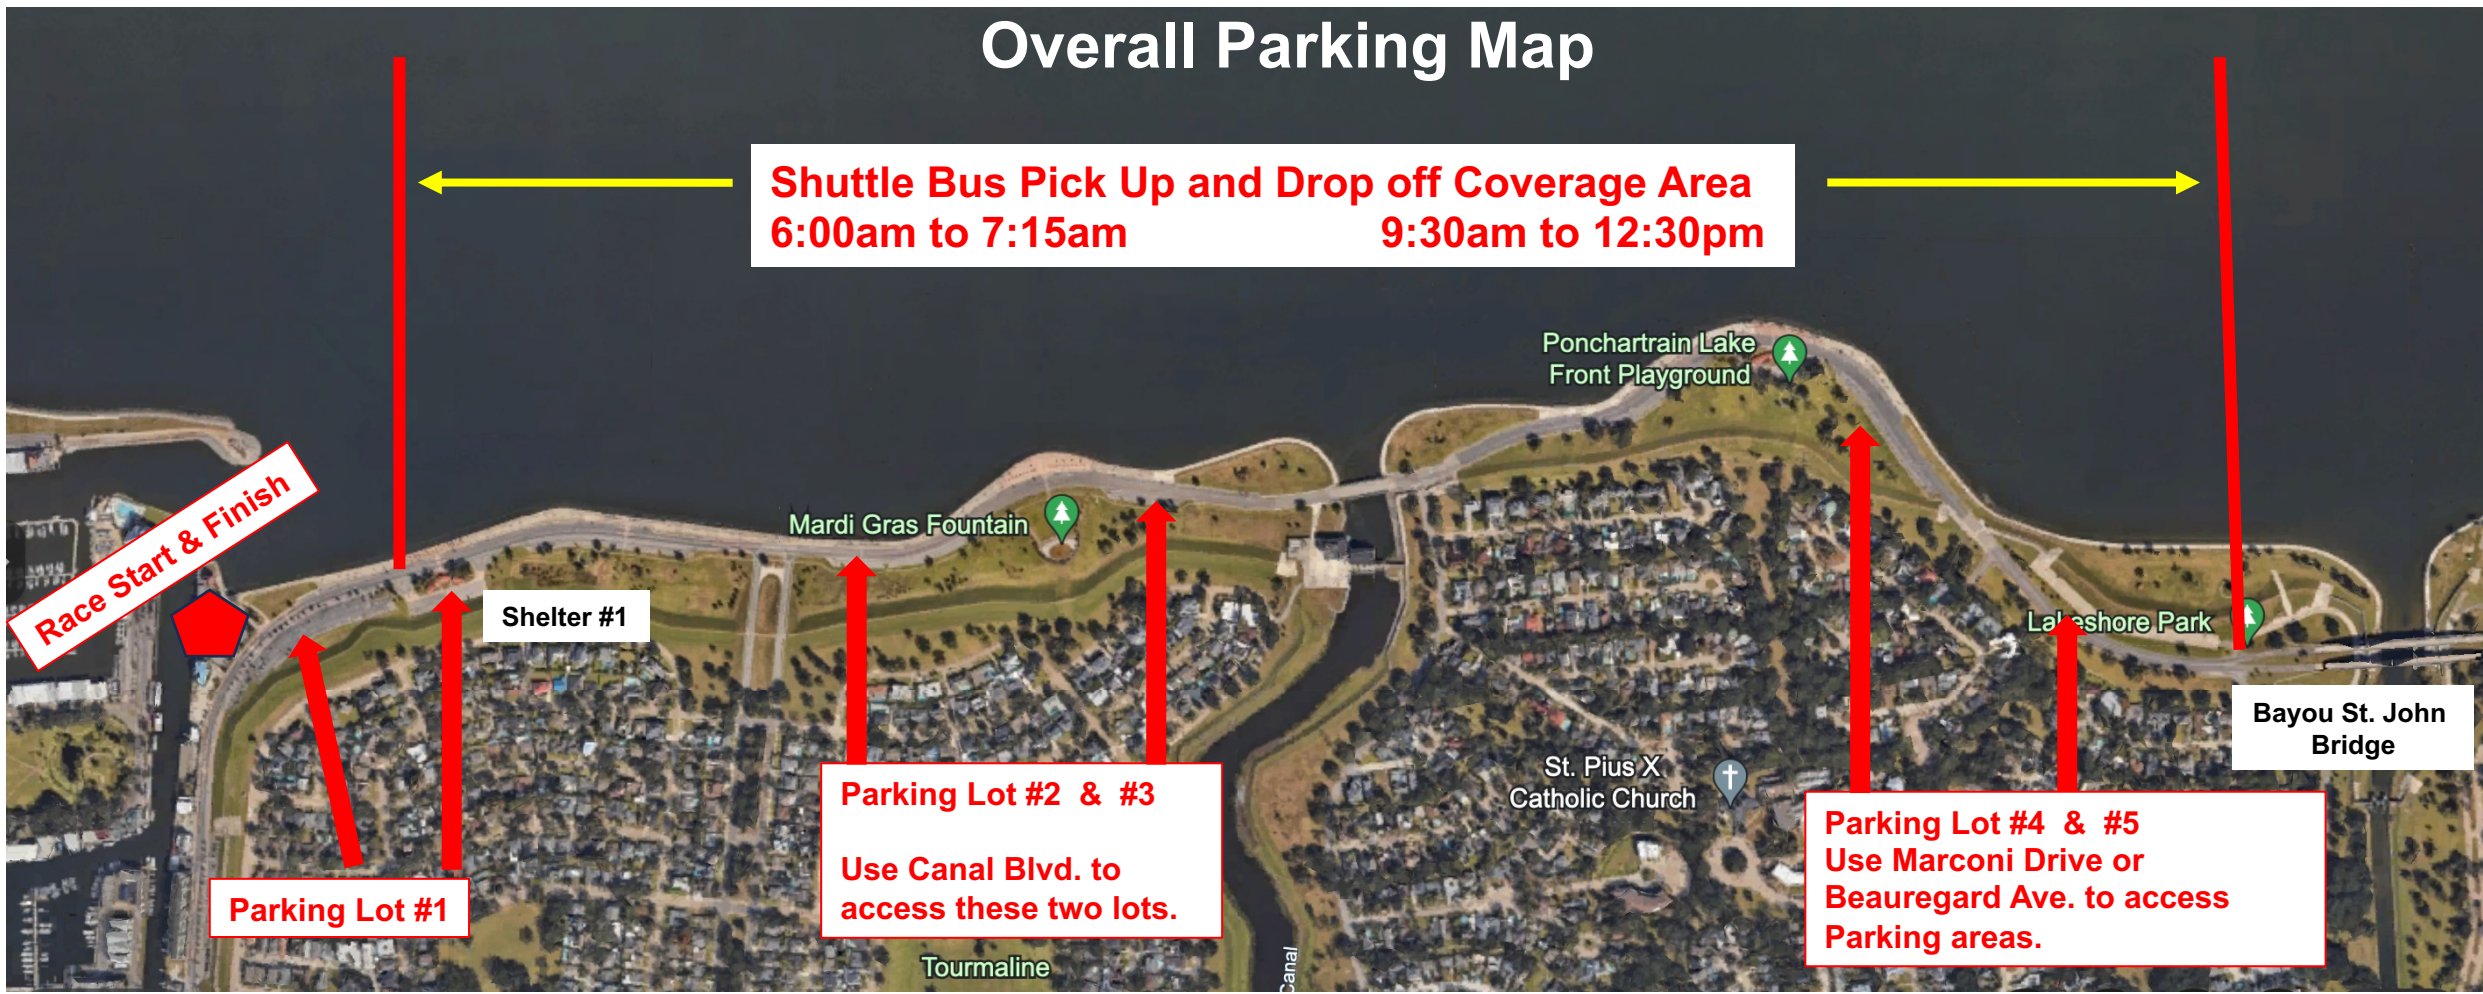 Overall Parking Map
Shuttle Bus Pick Up and Drop off Coverage Area
6:00am to 7:15am 9:30am to 12:30pm
Ponchartrain Lake
Front Playground
Race Start & Finish
Mardi Gras Fountain
Shelter #1
Lakeshore Park
Bayou St. John
Bridge
St. Pius X
Catholic Church
Parking Lot #1
Parking Lot #2 & #3
Use Canal Blvd. to
access these two lots.
Parking Lot #4 & #5
Use Marconi Drive or
Beauregard Ave. to access
Parking areas.
Tourmaline
Canal